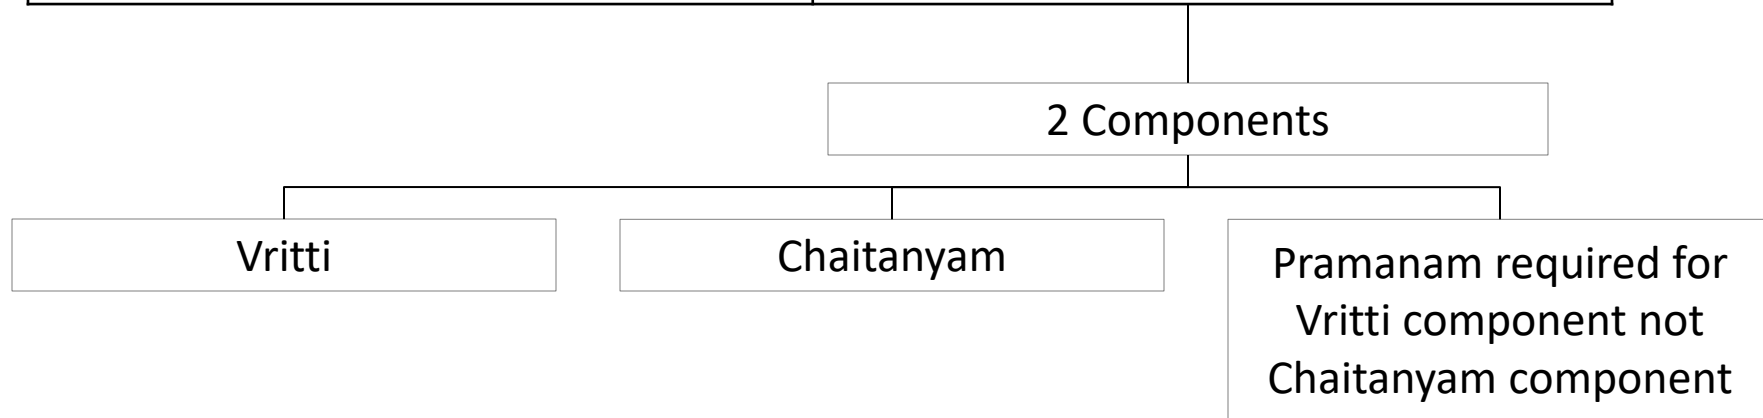 2 Components
Vritti
Chaitanyam
Pramanam required for
Vritti component not
Chaitanyam component